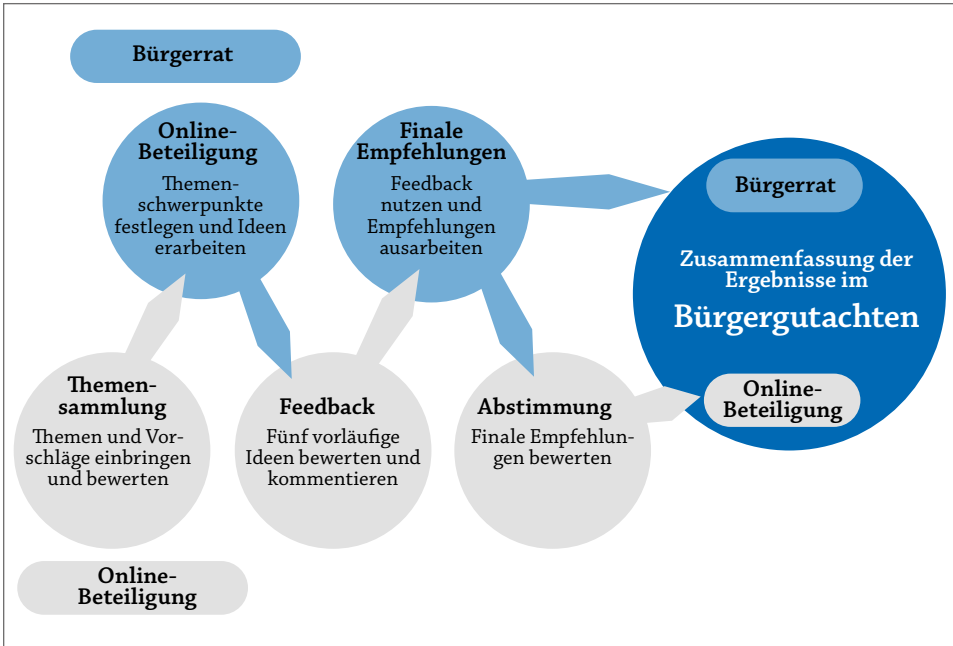 Bürgerrat
Online-
Beteiligung
Themen-
schwerpunkte
festlegen und Ideen
erarbeiten
Finale
Empfehlungen
Feedback
nutzen und
Empfehlungen
ausarbeiten
Bürgerrat
Zusammenfassung der
Ergebnisse im
Bürgergutachten
Online-
Beteiligung
Themen-
sammlung
Themen und Vor-
schläge einbringen
und bewerten
Feedback
Fünf vorläufige
Ideen bewerten und
kommentieren
Abstimmung
Finale Empfehlun-
gen bewerten
Online-
Beteiligung